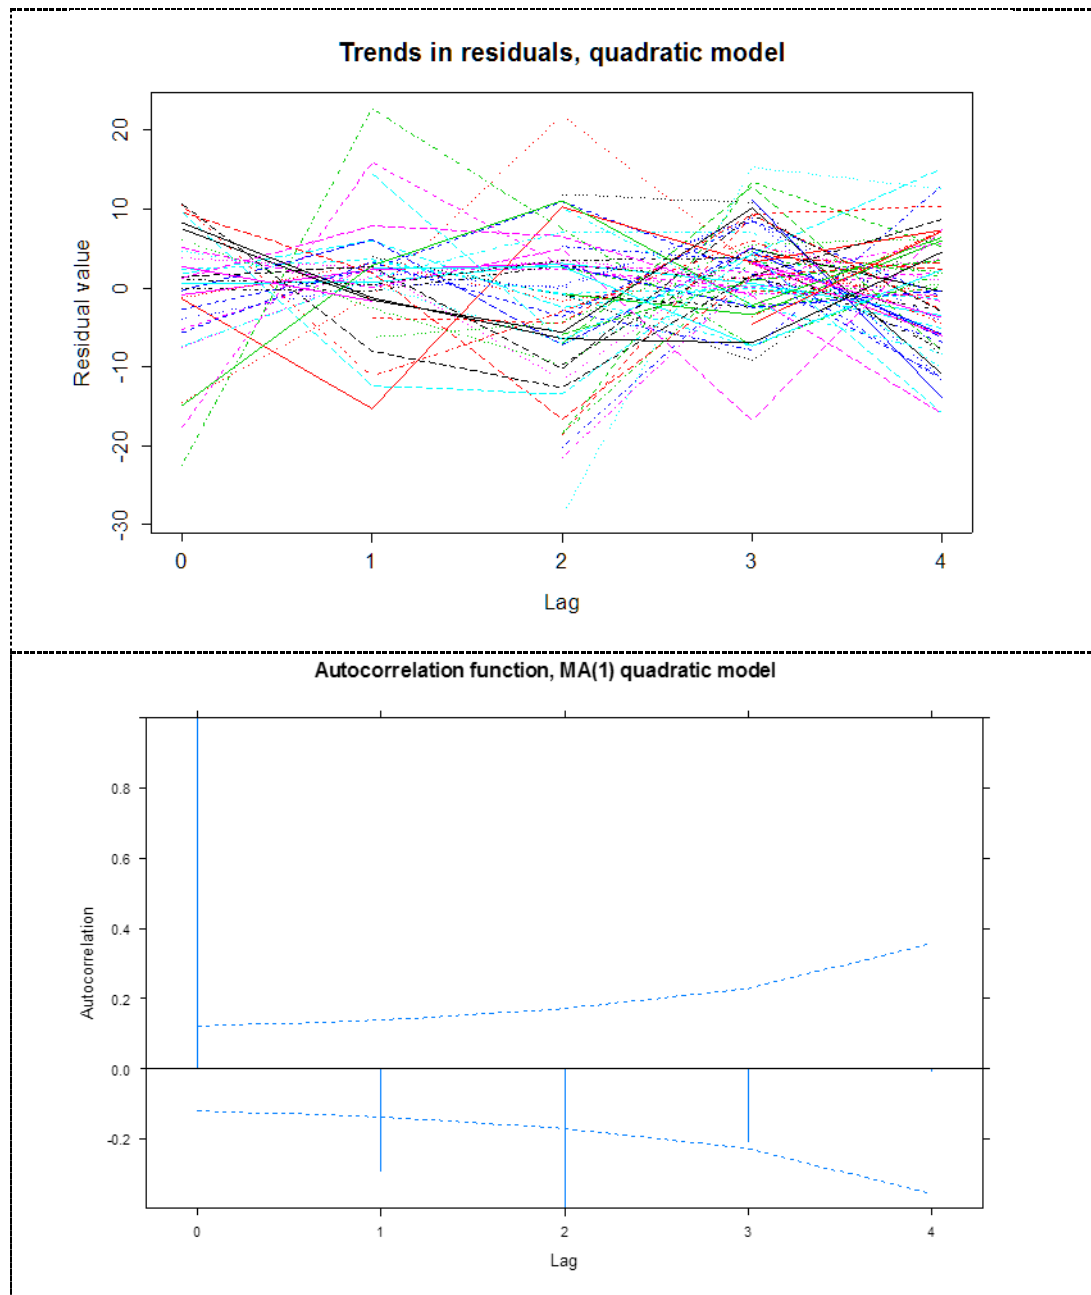 Trends in residuals, quadratic model
20
10
0
-10
-20
-30
Residual value
0 1 2 3 4
Lag
Autocorrelation function, MA(1) quadratic model
0.8
0.6
0.4
0.2
0.0
-0.2
Autocorrelation
0 1 2 3 4
Lag